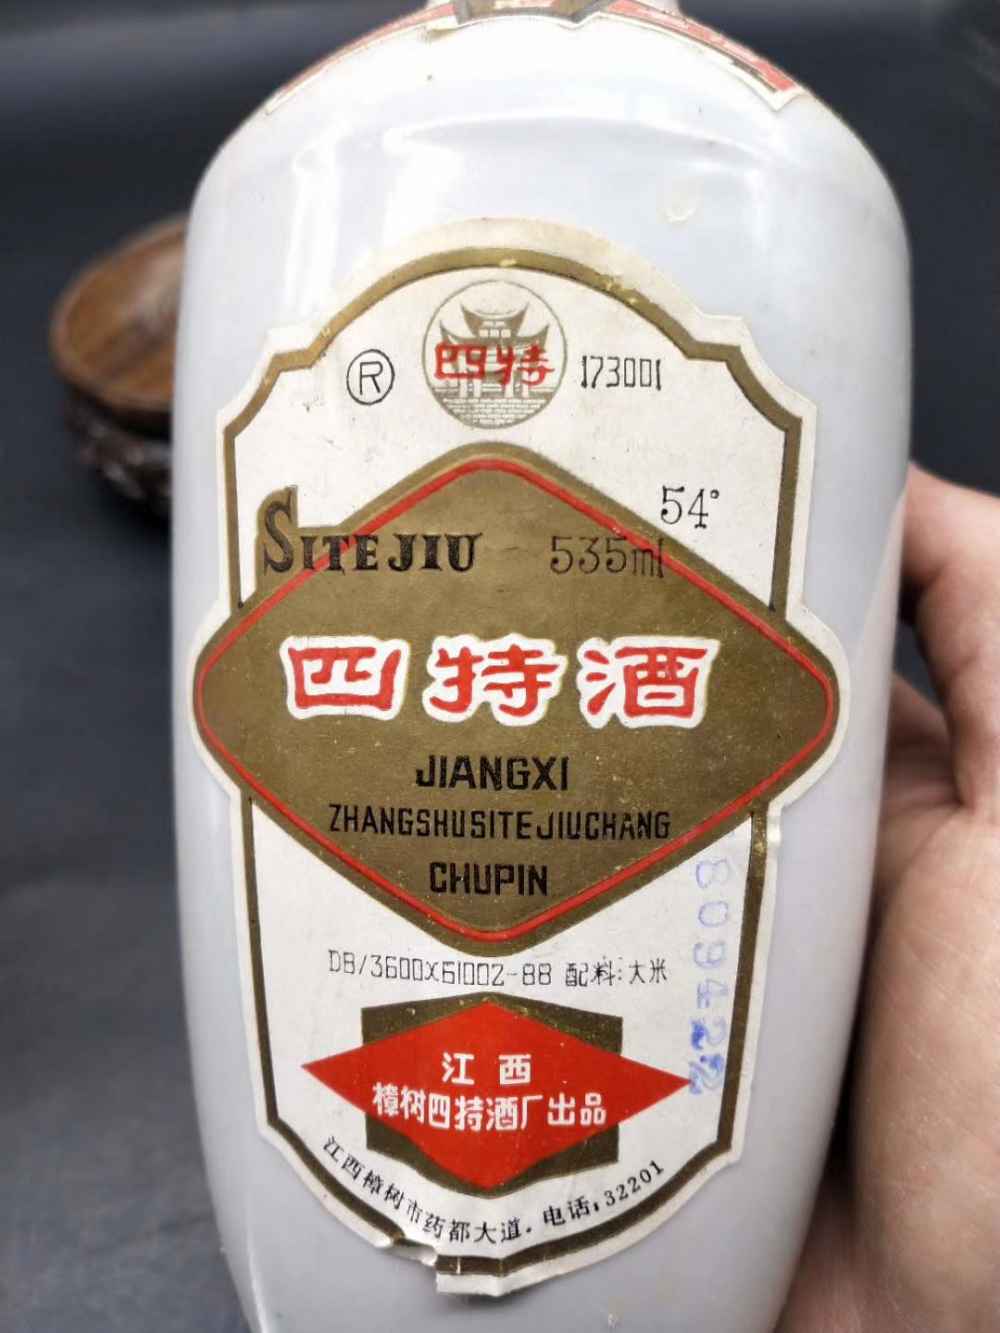 四特
R
173001
54°
SITE JIU
535ml
四特酒
JIANGXI
ZHANGSHUSITEJIUCHANG
CHUPIN
DB/3600X61002-88 配料:大米
江西
樟树四特酒厂出品
江西樟树市药都大道. 电话:32201